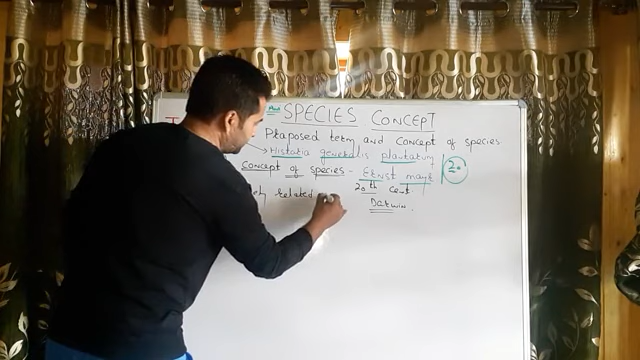 SPECIES CONCEPT
Proposed term and concept of species
→ Historia generalis plantarum
Concept of species - Ernst mayr 20
20th cent
related
Darwin.